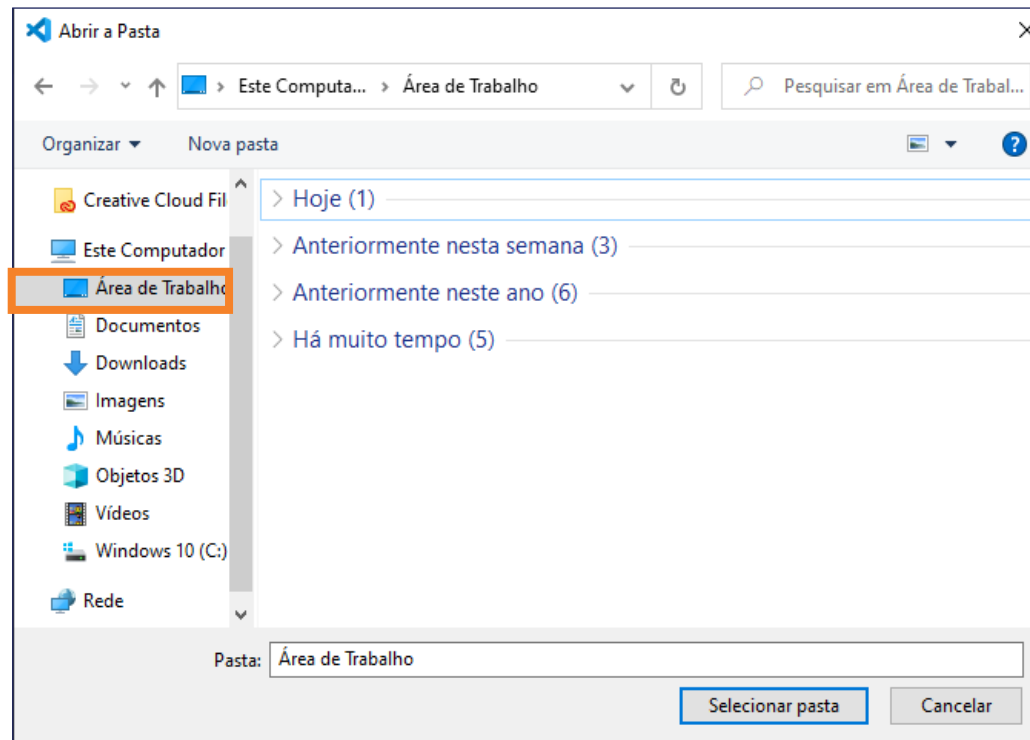 Abrir a Pasta
Este Computa... > Área de Trabalho
Pesquisar em Área de Trabal...
Organizar
Nova pasta
?
Creative Cloud Fil
Este Computador
Área de Trabalho
Documentos
Downloads
Imagens
Músicas
Objetos 3D
Vídeos
Windows 10 (C:)
Rede
Hoje (1)
Anteriormente nesta semana (3)
Anteriormente neste ano (6)
Há muito tempo (5)
Pasta: Área de Trabalho
Selecionar pasta
Cancelar